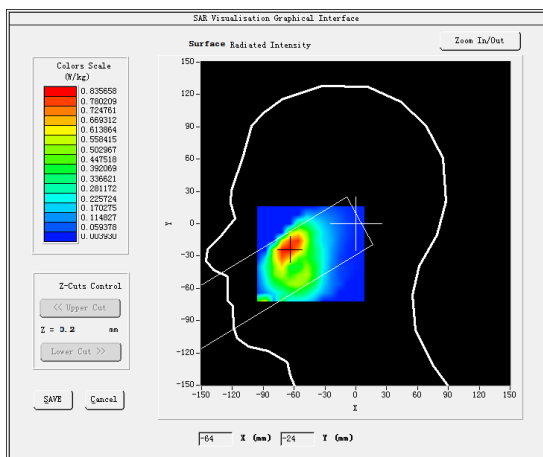 SAR Visualisation Graphical Interface
Surface Radiated Intensity
Zoom In/Out
Colors Scale
(W/kg)
0.835658
0.780209
0.724761
0.669312
0.613864
0.558415
0.502967
0.447518
0.392069
0.336621
0.281172
0.225724
0.170275
0.114827
0.059378
0.003930
Z-Cuts Control
<< Upper Cut
Z = 3.2 mm
Lower Cut >>
SAVE
Cancel
150
120
90
60
30
0
-30
-60
-90
-120
-150
Y
-150 -120 -90 -60 -30 0 30 60 90 120 150
X
-64 X (mm) -24 Y (mm)